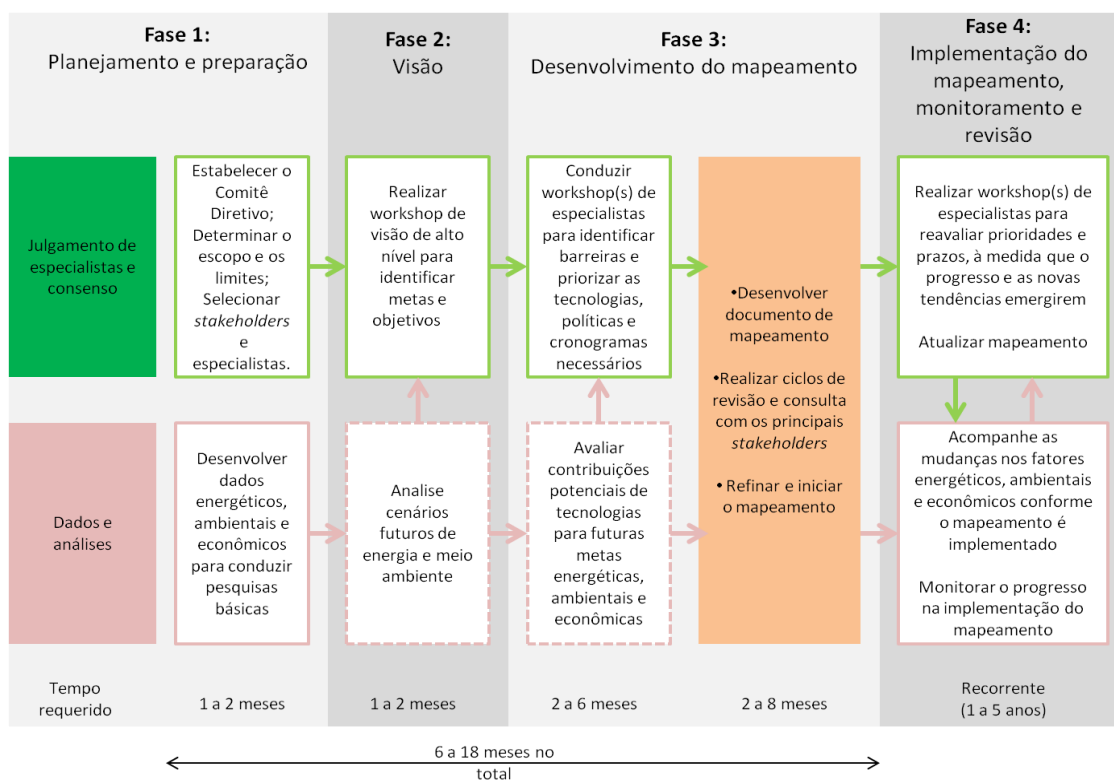 Fase 1:
Planejamento e preparação
Fase 2:
Visão
Fase 3:
Desenvolvimento do mapeamento
Fase 4:
Implementação do
mapeamento,
monitoramento e
revisão
Julgamento de
especialistas e
consenso
Estabelecer o
Comitê
Diretivo;
Determinar o
escopo e os
limites;
Selecionar
stakeholders
e
especialistas.
Realizar
workshop de
visão de alto
nível para
identificar
metas e
objetivos
Conduzir
workshop(s) de
especialistas
para identificar
barreiras e
priorizar as
tecnologias,
políticas e
cronogramas
necessários
•Desenvolver
documento de
mapeamento
•Realizar ciclos de
revisão e consulta
com os principais
stakeholders
• Refinar e iniciar
o mapeamento
Realizar workshop(s) de
especialistas para
reavaliar prioridades e
prazos, à medida que o
progresso e as novas
tendências emergirem
Atualizar mapeamento
Dados e
análises
Desenvolver
dados
energéticos,
ambientais e
econômicos
para conduzir
pesquisas
básicas
Analise
cenários
futuros de
energia e meio
ambiente
Avaliar
contribuições
potenciais de
tecnologias
para futuras
metas
energéticas,
ambientais e
econômicas
Acompanhe as
mudanças nos fatores
energéticos, ambientais
e econômicos conforme
o mapeamento é
implementado
Monitorar o progresso
na implementação do
mapeamento
Tempo
requerido
1 a 2 meses
1 a 2 meses
2 a 6 meses
2 a 8 meses
Recorrente
(1 a 5 anos)
6 a 18 meses no
total